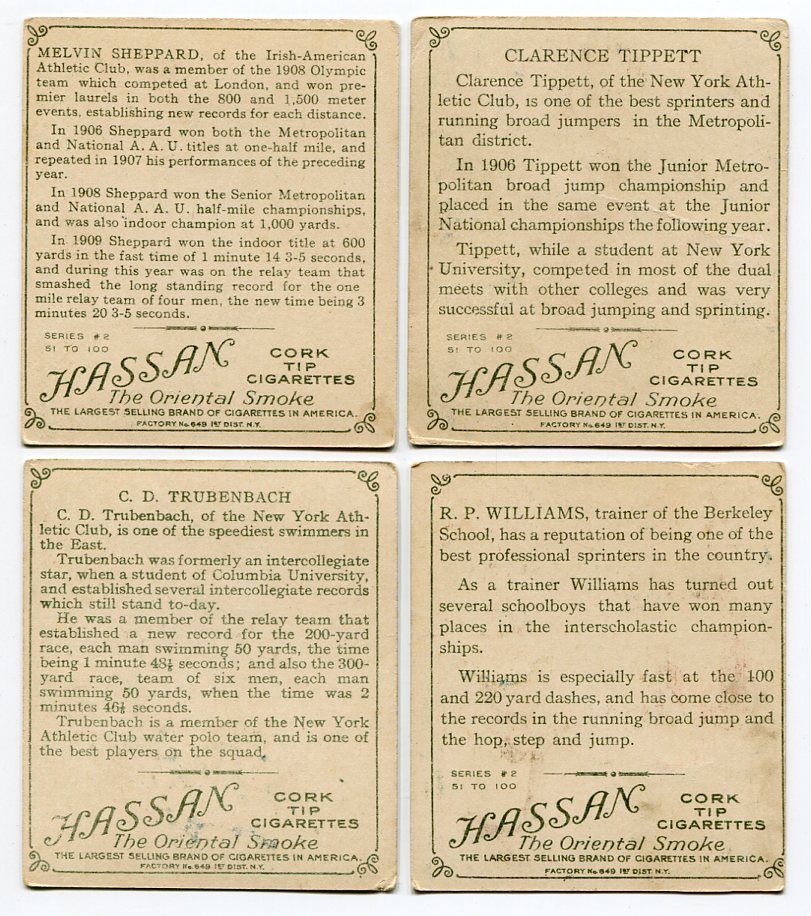 MELVIN SHEPPARD, of the Irish-American
Athletic Club, was a member of the 1908 Olympic
team which competed at London, and won pre-
mier laurels in both the 800 and 1,500 meter
events, establishing new records for each distance.
In 1906 Sheppard won both the Metropolitan
and National A. A. U. titles at one-half mile, and
repeated in 1907 his performances of the preceding
year.
In 1908 Sheppard won the Senior Metropolitan
and National A. A. U. half-mile championships,
and was also indoor champion at 1,000 yards.
In 1909 Sheppard won the indoor title at 600
yards in the fast time of 1 minute 14 3-5 seconds,
and during this year was on the relay team that
smashed the long standing record for the one
mile relay team of four men, the new time being 3
minutes 20 3-5 seconds.
SERIES #2
51 TO 100
HASSAN
CORK
TIP
CIGARETTES
The Oriental Smoke
THE LARGEST SELLING BRAND OF CIGARETTES IN AMERICA.
FACTORY No. 649 1ST DIST. N.Y.
CLARENCE TIPPETT
Clarence Tippett, of the New York Ath-
letic Club, is one of the best sprinters and
running broad jumpers in the Metropoli-
tan district.
In 1906 Tippett won the Junior Metro-
politan broad jump championship and
placed in the same event at the Junior
National championships the following year.
Tippett, while a student at New York
University, competed in most of the dual
meets with other colleges and was very
successful at broad jumping and sprinting.
SERIES #2
51 TO 100
HASSAN
CORK
TIP
CIGARETTES
The Oriental Smoke
THE LARGEST SELLING BRAND OF CIGARETTES IN AMERICA.
FACTORY No. 649 1ST DIST. N.Y.
C. D. TRUBENBACH
C. D. Trubenbach, of the New York Ath-
letic Club, is one of the speediest swimmers in
the East.
Trubenbach was formerly an intercollegiate
star, when a student of Columbia University,
and established several intercollegiate records
which still stand to-day.
He was a member of the relay team that
established a new record for the 200-yard
race, each man swimming 50 yards, the time
being 1 minute seconds; and also the 300-
yard race, team of six men, each man
swimming 50 yards, when the time was 2
minutes seconds.
Trubenbach is a member of the New York
Athletic Club water polo team, and is one of
the best players on the squad.
HASSAN
CORK
TIP
CIGARETTES
The Oriental Smoke
THE LARGEST SELLING BRAND OF CIGARETTES IN AMERICA.
FACTORY No. 649 1ST DIST. N.Y.
R. P. WILLIAMS, trainer of the Berkeley
School, has a reputation of being one of the
best professional sprinters in the country.
As a trainer Williams has turned out
several schoolboys that have won many
places in the interscholastic champion-
ships.
Williams is especially fast at the 100
and 220 yard dashes, and has come close to
the records in the running broad jump and
the hop, step and jump.
SERIES #2
51 TO 100
HASSAN
CORK
TIP
CIGARETTES
The Oriental Smoke
THE LARGEST SELLING BRAND OF CIGARETTES IN AMERICA.
FACTORY No. 649 1ST DIST. N.Y.